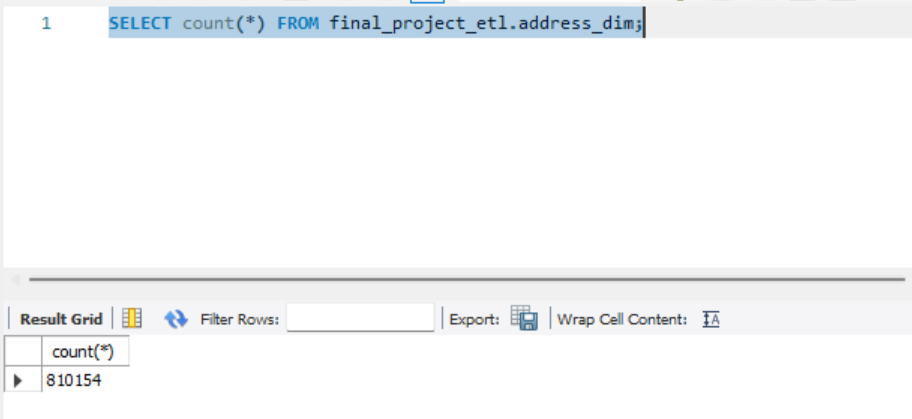 1 SELECT count(*) FROM final_project_etl.address_dim;
Result Grid Filter Rows: Export: Wrap Cell Content:
count(*)
810154